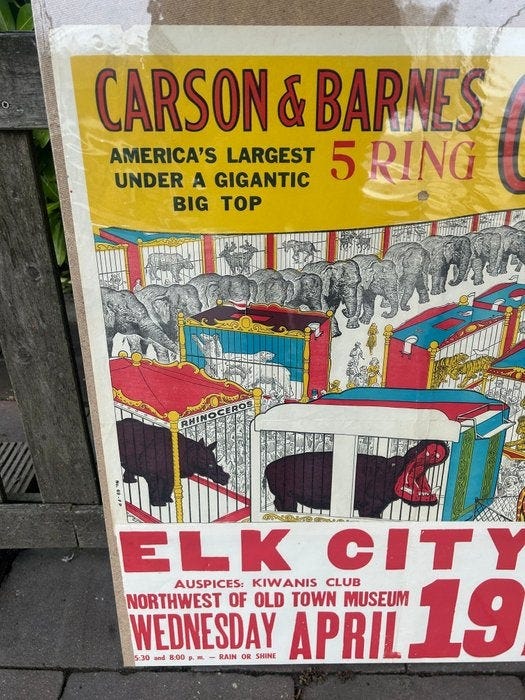 CARSON & BARNES
AMERICA'S LARGEST
UNDER A GIGANTIC
BIG TOP
5 RING
RHINOCEROS
ELK CITY
AUSPICES: KIWANIS CLUB
NORTHWEST OF OLD TOWN MUSEUM
WEDNESDAY APRIL 19
5:30 and 8:00 p. m. — RAIN OR SHINE